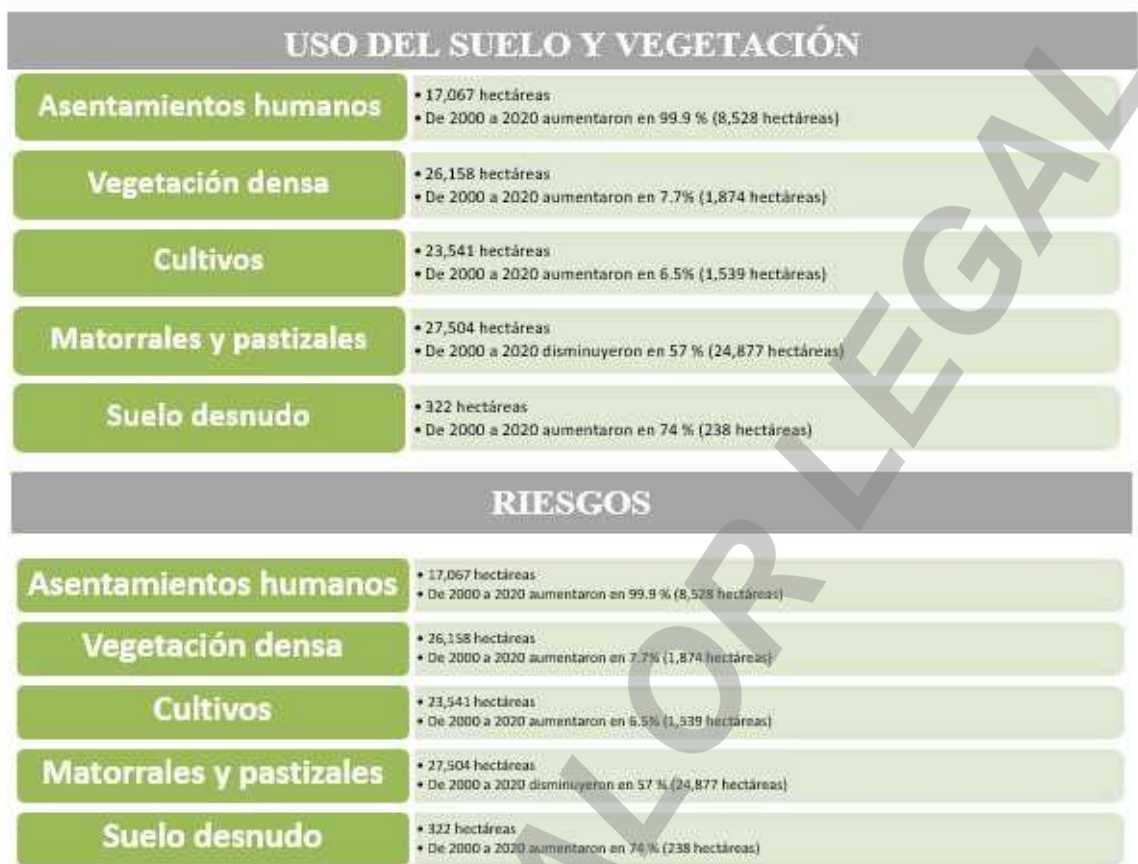 USO DEL SUELO Y VEGETACIÓN
Asentamientos humanos
• 17,067 hectáreas
• De 2000 a 2020 aumentaron en 99.9 % (8,528 hectáreas)
Vegetación densa
• 26,158 hectáreas
• De 2000 a 2020 aumentaron en 7.7% (1,874 hectáreas)
Cultivos
• 23,541 hectáreas
• De 2000 a 2020 aumentaron en 6.5% (1,539 hectáreas)
Matorrales y pastizales
• 27,504 hectáreas
• De 2000 a 2020 disminuyeron en 57 % (24,877 hectáreas)
Suelo desnudo
• 322 hectáreas
• De 2000 a 2020 aumentaron en 74 % (238 hectáreas)
RIESGOS
Asentamientos humanos
• 17,067 hectáreas
• De 2000 a 2020 aumentaron en 99.9 % (8,528 hectáreas)
Vegetación densa
• 26,158 hectáreas
• De 2000 a 2020 aumentaron en 7.7% (1,874 hectáreas)
Cultivos
• 23,541 hectáreas
• De 2000 a 2020 aumentaron en 6.5% (1,539 hectáreas)
Matorrales y pastizales
• 27,504 hectáreas
• De 2000 a 2020 disminuyeron en 57 % (24,877 hectáreas)
Suelo desnudo
• 322 hectáreas
• De 2000 a 2020 aumentaron en 74 % (238 hectáreas)
ALOR LEGAL